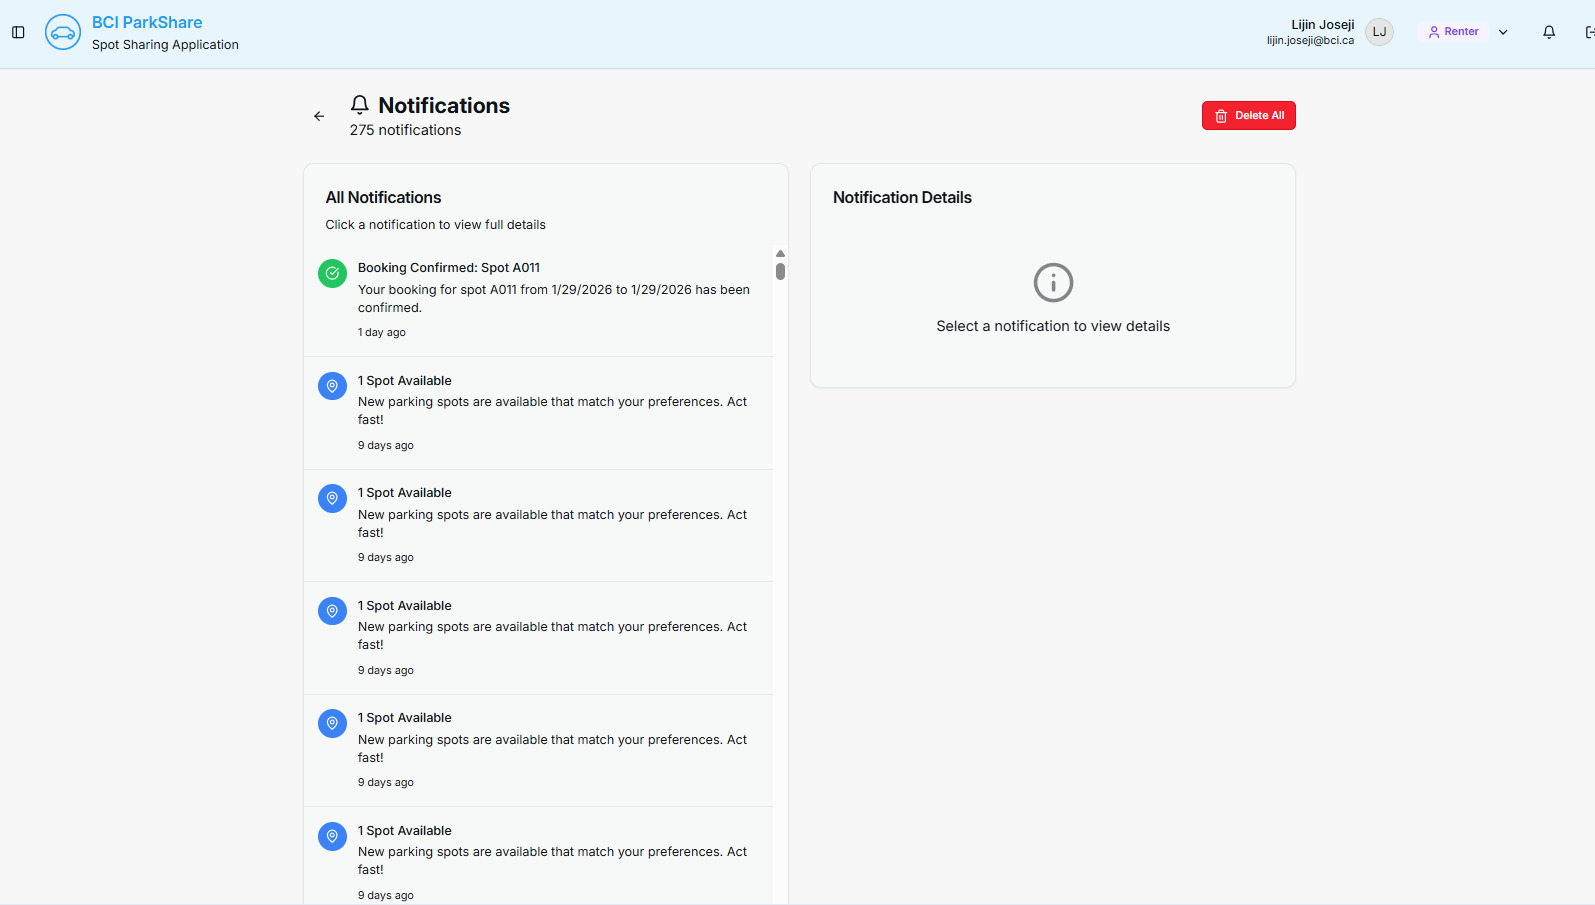 BCI ParkShare
Spot Sharing Application
Lijin Joseji
lijin.joseji@bci.ca
LJ
Renter
Notifications
275 notifications
Delete All
All Notifications
Click a notification to view full details
Booking Confirmed: Spot A011
Your booking for spot A011 from 1/29/2026 to 1/29/2026 has been
confirmed.
1 day ago
1 Spot Available
New parking spots are available that match your preferences. Act
fast!
9 days ago
1 Spot Available
New parking spots are available that match your preferences. Act
fast!
9 days ago
1 Spot Available
New parking spots are available that match your preferences. Act
fast!
9 days ago
1 Spot Available
New parking spots are available that match your preferences. Act
fast!
9 days ago
1 Spot Available
New parking spots are available that match your preferences. Act
fast!
9 days ago
Notification Details
Select a notification to view details